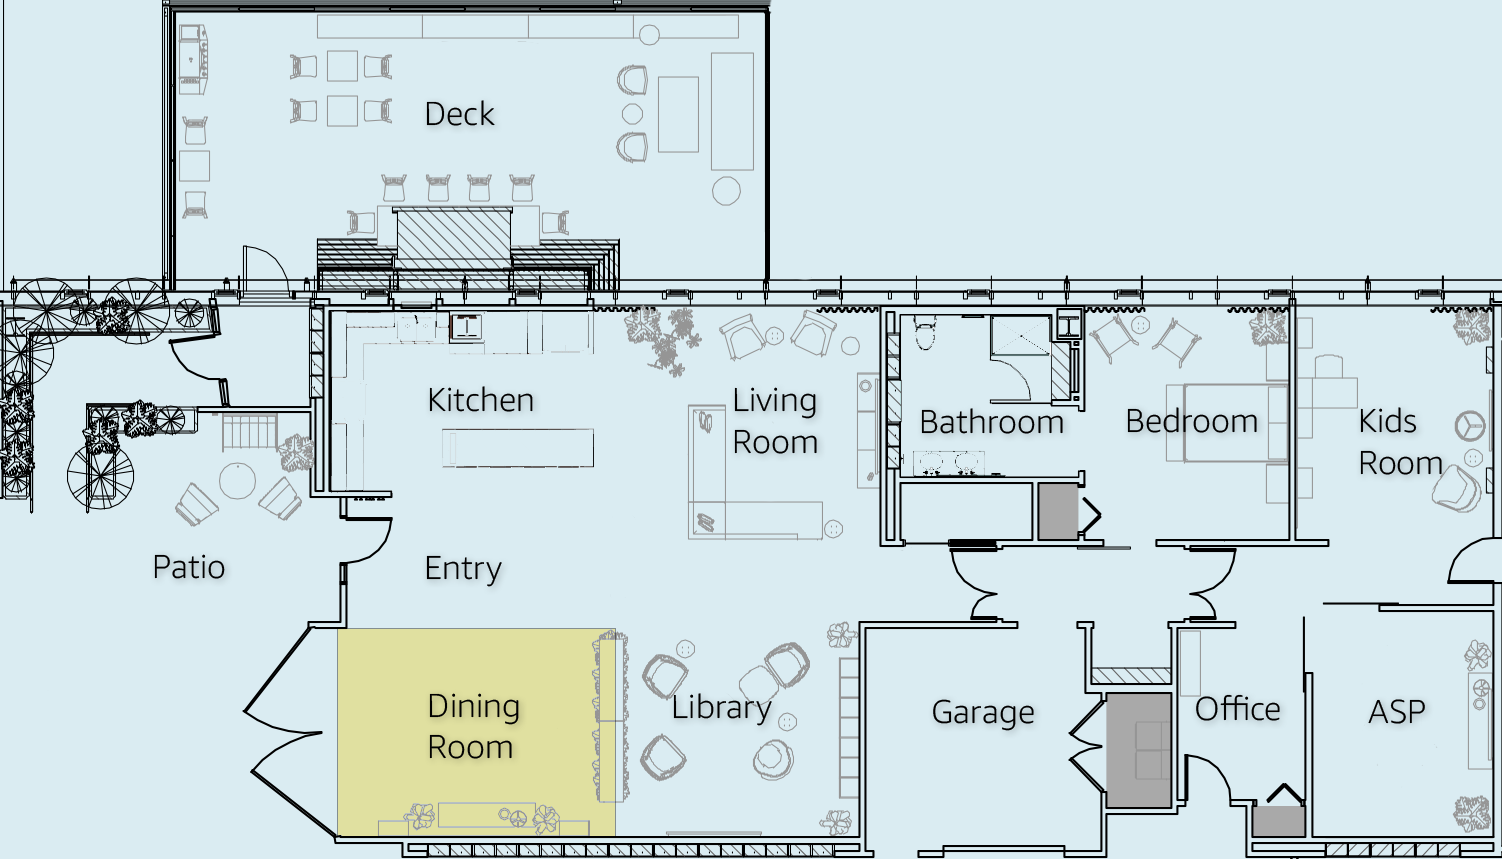 Deck
Kitchen
Living
Room
Bathroom
Bedroom
Kids
Room
Patio
Entry
Dining
Room
Library
Garage
Office
ASP